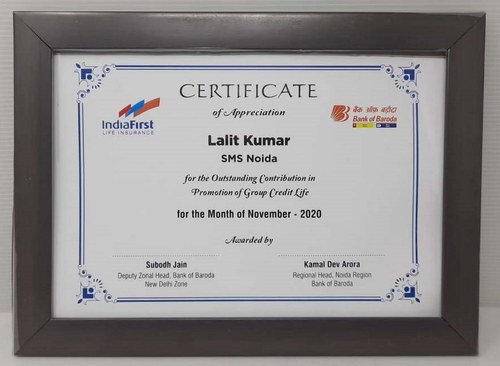 CERTIFICATE
of Appreciation
IndiaFirst
LIFE INSURANCE
बैंक ऑफ़ बड़ौदा
Bank of Baroda
Lalit Kumar
SMS Noida
for the Outstanding Contribution in
Promotion of Group Credit Life
for the Month of November - 2020
Awarded by
Subodh Jain
Deputy Zonal Head, Bank of Baroda
New Delhi Zone
Kamal Dev Arora
Regional Head, Noida Region
Bank of Baroda